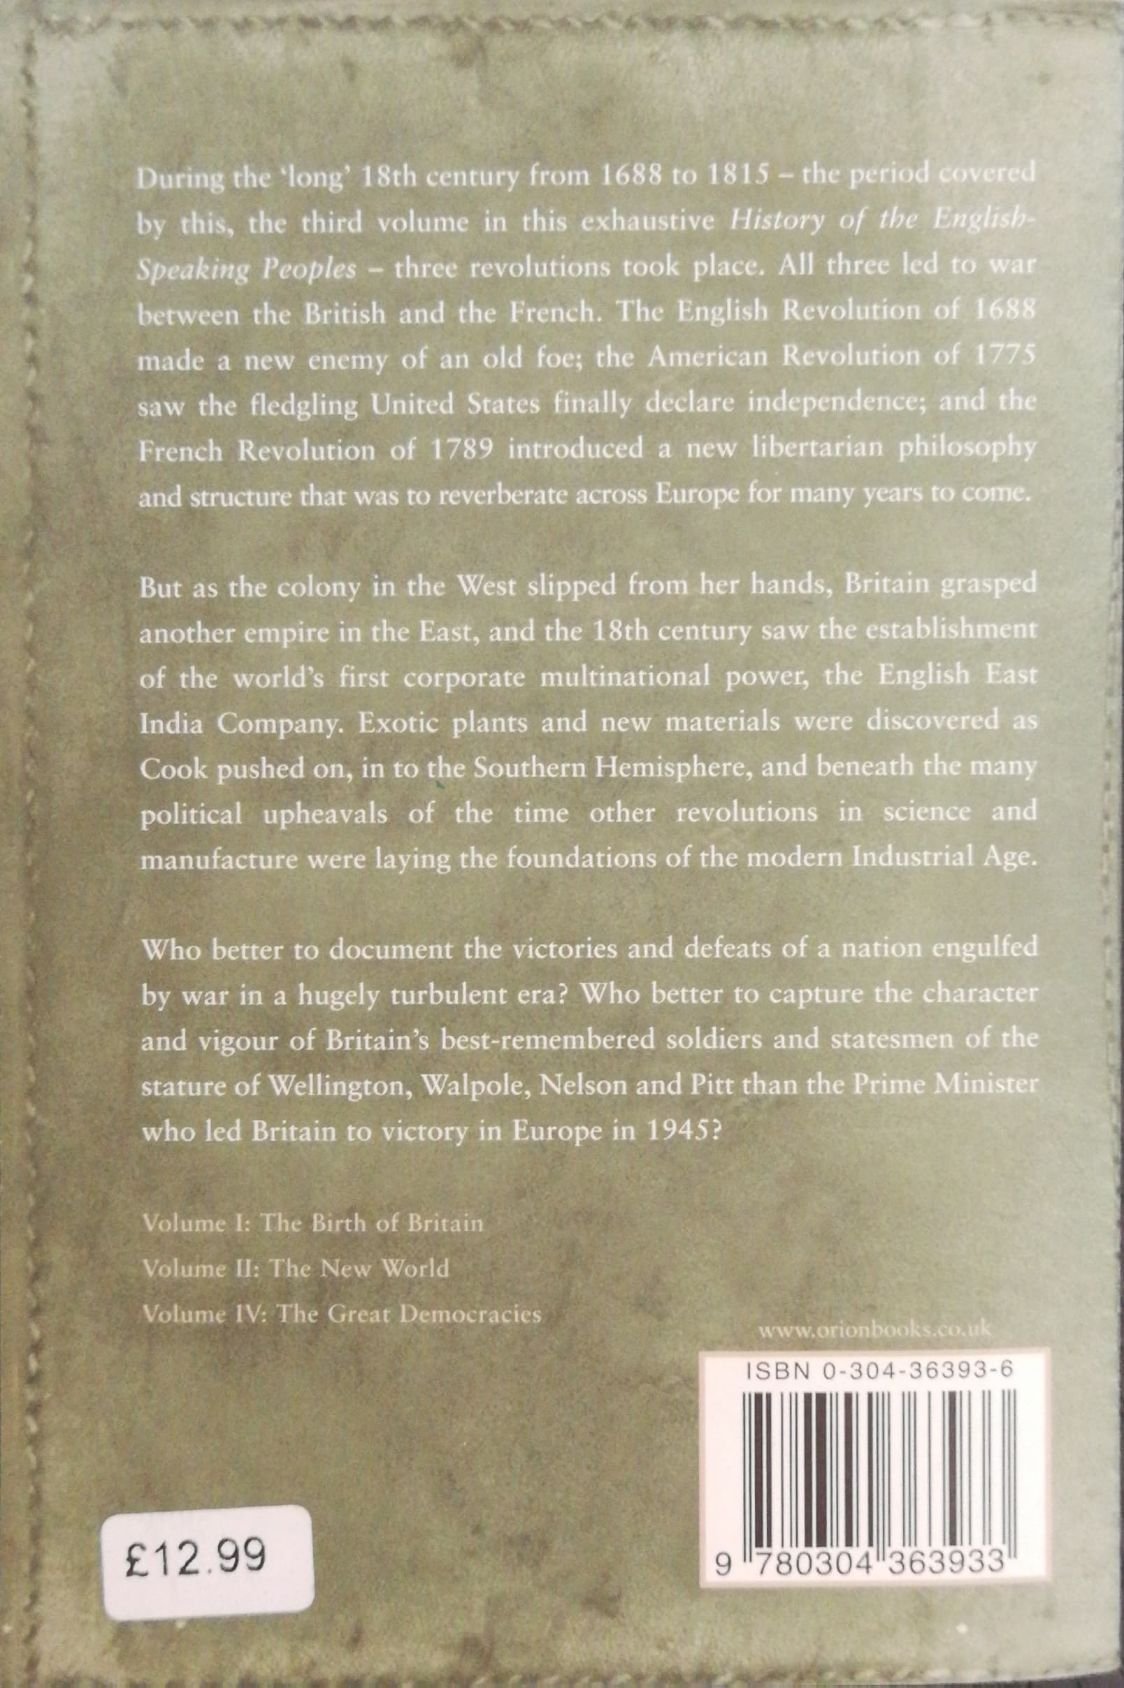 During the ‘long’ 18th century from 1688 to 1815 – the period covered
by this, the third volume in this exhaustive History of the English-
Speaking Peoples – three revolutions took place. All three led to war
between the British and the French. The English Revolution of 1688
made a new enemy of an old foe; the American Revolution of 1775
saw the fledgling United States finally declare independence; and the
French Revolution of 1789 introduced a new libertarian philosophy
and structure that was to reverberate across Europe for many years to come.
But as the colony in the West slipped from her hands, Britain grasped
another empire in the East, and the 18th century saw the establishment
of the world’s first corporate multinational power, the English East
India Company. Exotic plants and new materials were discovered as
Cook pushed on, in to the Southern Hemisphere, and beneath the many
political upheavals of the time other revolutions in science and
manufacture were laying the foundations of the modern Industrial Age.
Who better to document the victories and defeats of a nation engulfed
by war in a hugely turbulent era? Who better to capture the character
and vigour of Britain’s best-remembered soldiers and statesmen of the
stature of Wellington, Walpole, Nelson and Pitt than the Prime Minister
who led Britain to victory in Europe in 1945?
Volume I: The Birth of Britain
Volume II: The New World
Volume IV: The Great Democracies
www.orionbooks.co.uk
ISBN 0-304-36393-6
9 780304 363933
£12.99